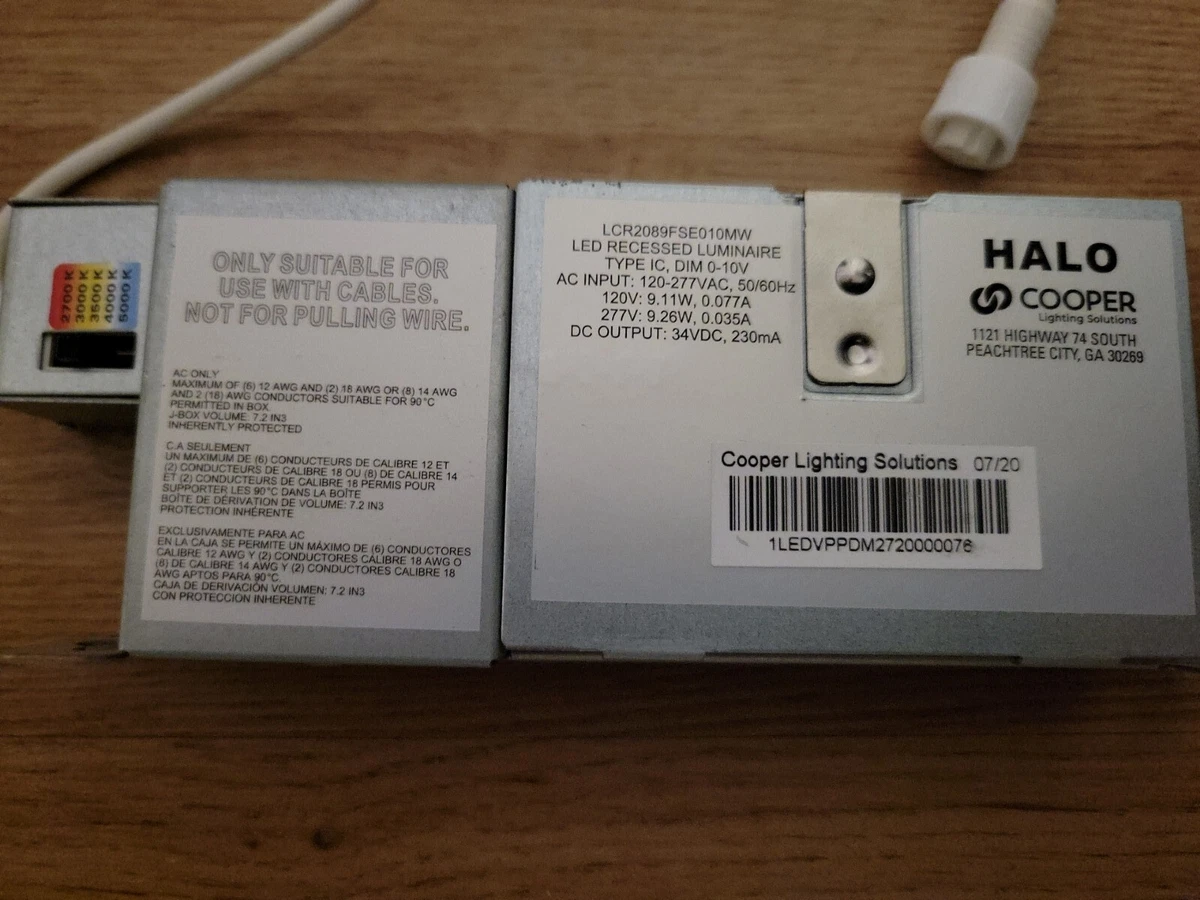 2700 K
3000 K
3500 K
4000 K
5000 K
ONLY SUITABLE FOR
USE WITH CABLES.
NOT FOR PULLING WIRE.
AC ONLY
MAXIMUM OF (6) 12 AWG AND (2) 18 AWG OR (8) 14 AWG
AND 2 (18) AWG CONDUCTORS SUITABLE FOR 90°C
PERMITTED IN BOX
J-BOX VOLUME: 7.2 IN3
INHERENTLY PROTECTED
C.A SEULEMENT
UN MAXIMUM DE (6) CONDUCTEURS DE CALIBRE 12 ET
(2) CONDUCTEURS DE CALIBRE 18 OU (8) DE CALIBRE 14
ET (2) CONDUCTEURS DE CALIBRE 18 PERMIS POUR
SUPPORTER LES 90°C DANS LA BOÎTE
BOÎTE DE DÉRIVATION DE VOLUME: 7.2 IN3
PROTECTION INHÉRENTE
EXCLUSIVAMENTE PARA AC
EN LA CAJA SE PERMITE UN MÁXIMO DE (6) CONDUCTORES
CALIBRE 12 AWG Y (2) CONDUCTORES CALIBRE 18 AWG O
(8) DE CALIBRE 14 AWG Y (2) CONDUCTORES CALIBRE 18
AWG APTOS PARA 90°C.
CAJA DE DERIVACIÓN VOLUMEN: 7.2 IN3
CON PROTECCION INHERENTE
LCR2089FSE010MW
LED RECESSED LUMINAIRE
TYPE IC, DIM 0-10V
AC INPUT: 120-277VAC, 50/60Hz
120V: 9.11W, 0.077A
277V: 9.26W, 0.035A
DC OUTPUT: 34VDC, 230mA
HALO
COOPER
Lighting Solutions
1121 HIGHWAY 74 SOUTH
PEACHTREE CITY, GA 30269
Cooper Lighting Solutions 07/20
1LEDVPPDM2720000076